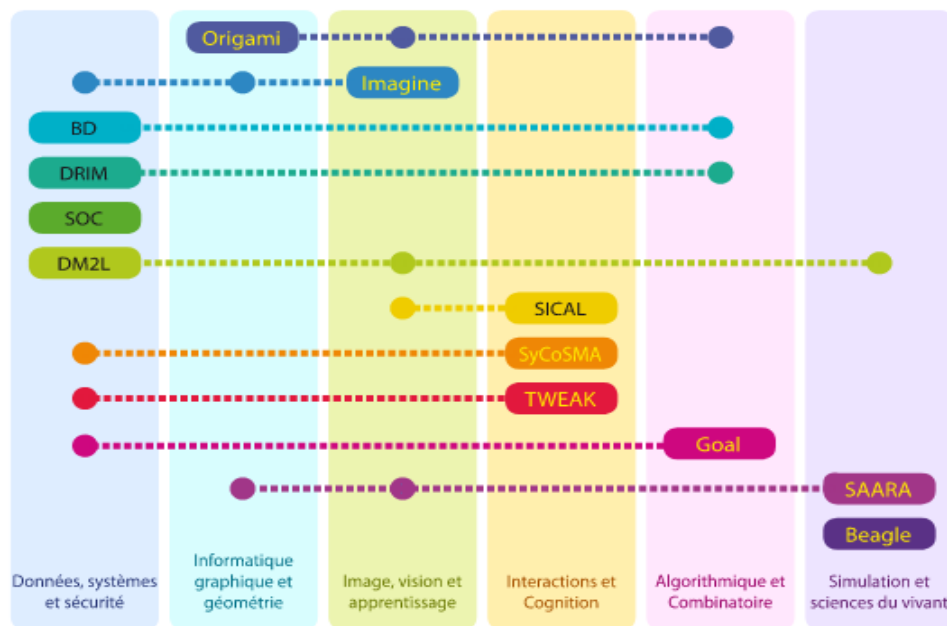 Origami
Imagine
BD
DRIM
SOC
DM2L
SICAL
SyCoSMA
TWEAK
Goal
SAARA
Beagle
Données, systèmes
et sécurité
Informatique
graphique et
géométrie
Image, vision et
apprentissage
Interactions et
Cognition
Algorithmique et
Combinatoire
Simulation et
sciences du vivant